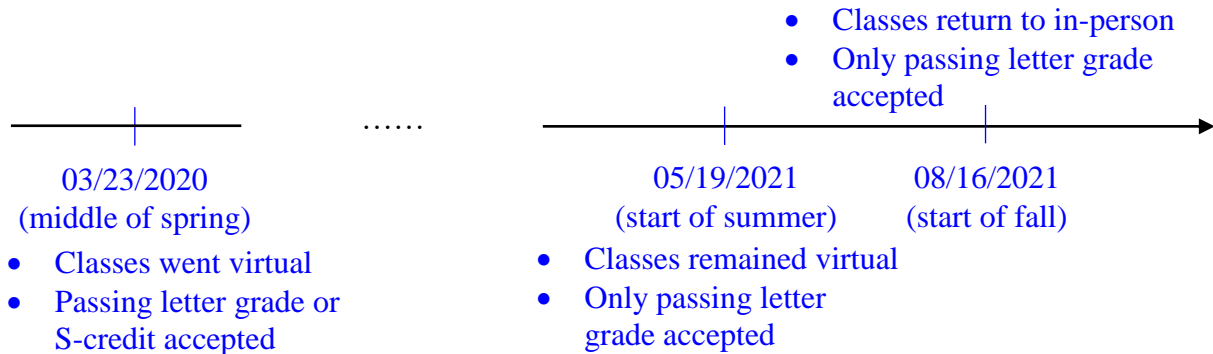 • Classes return to in-person
• Only passing letter grade
accepted
……
03/23/2020
(middle of spring)
• Classes went virtual
• Passing letter grade or
S-credit accepted
05/19/2021
(start of summer)
• Classes remained virtual
• Only passing letter
grade accepted
08/16/2021
(start of fall)